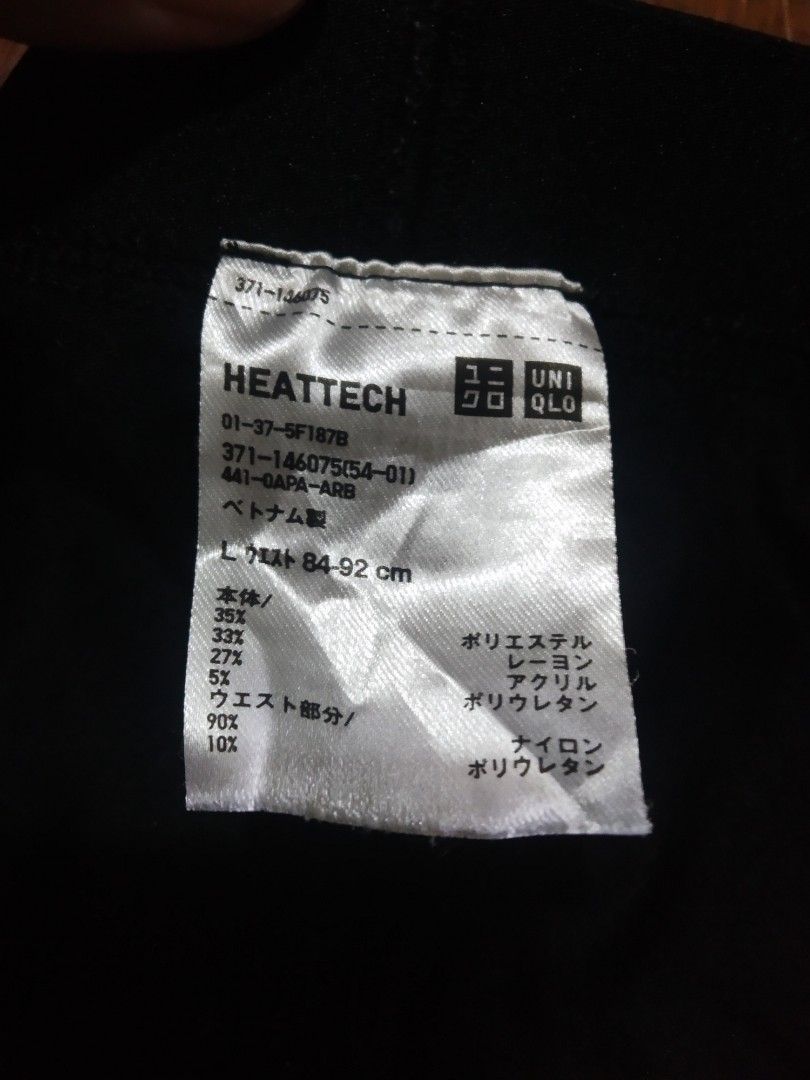 371-146075
HEATTECH
ユニ
クロ
UNI
QLO
01-37-5F187B
371-146075(54-01)
441-0APA-ARB
ベトナム製
L ウエスト 84-92 cm
本体/
35% ポリエステル
33% レーヨン
27% アクリル
5% ポリウレタン
ウエスト部分/
90% ナイロン
10% ポリウレタン